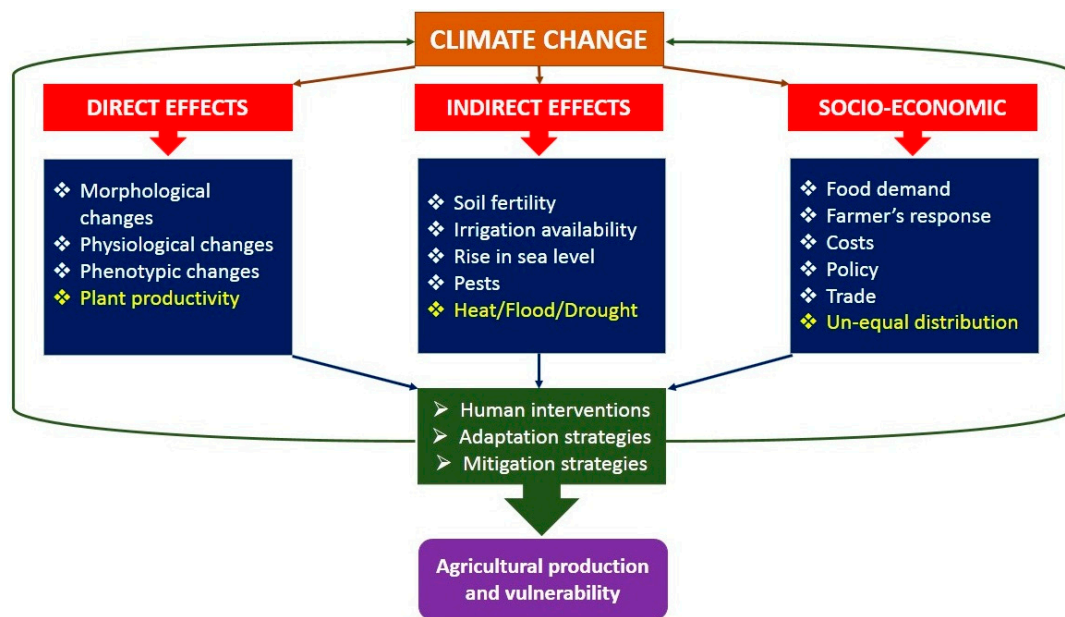 CLIMATE CHANGE
DIRECT EFFECTS
❖ Morphological
changes
❖ Physiological changes
❖ Phenotypic changes
❖ Plant productivity
INDIRECT EFFECTS
❖ Soil fertility
❖ Irrigation availability
❖ Rise in sea level
❖ Pests
❖ Heat/Flood/Drought
SOCIO-ECONOMIC
❖ Food demand
❖ Farmer’s response
❖ Costs
❖ Policy
❖ Trade
❖ Un-equal distribution
➢ Human interventions
➢ Adaptation strategies
➢ Mitigation strategies
Agricultural production
and vulnerability